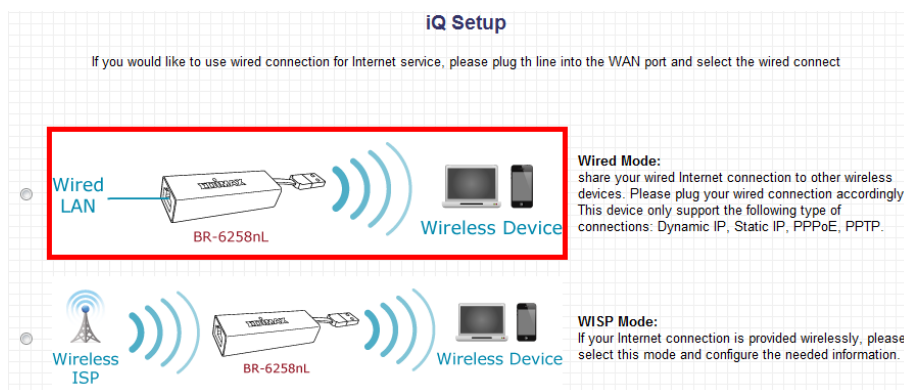 iQ Setup
If you would like to use wired connection for Internet service, please plug th line into the WAN port and select the wired connect
Wired
LAN
EDIMAX
BR-6258nL
Wireless Device
Wired Mode:
share your wired Internet connection to other wireless
devices. Please plug your wired connection accordingly
This device only support the following type of
connections: Dynamic IP, Static IP, PPPoE, PPTP.
Wireless
ISP
EDIMAX
BR-6258nL
Wireless Device
WISP Mode:
If your Internet connection is provided wirelessly, please
select this mode and configure the needed information.